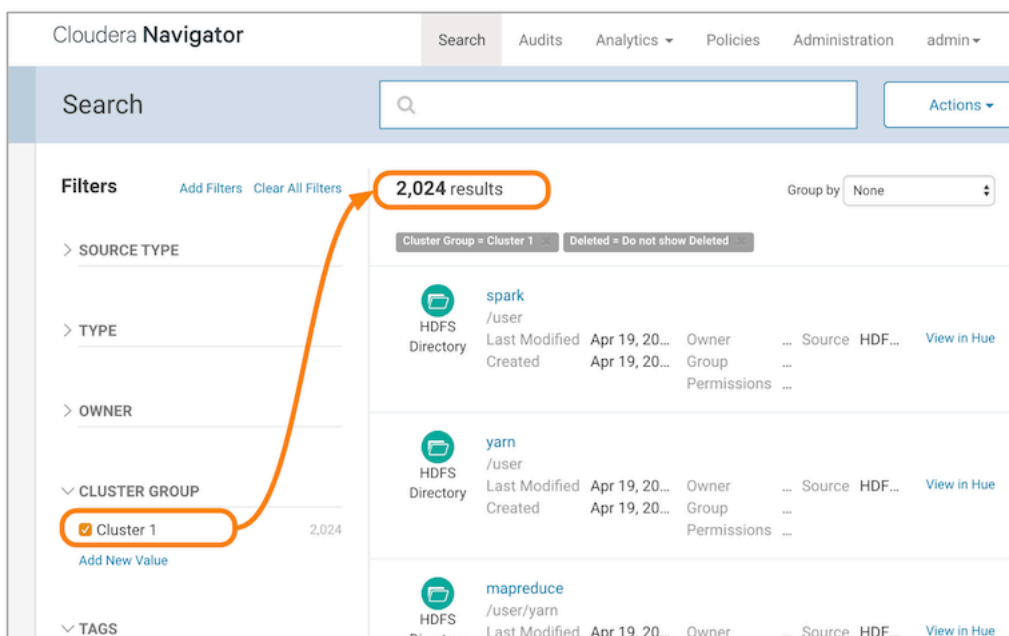 Cloudera Navigator
Search Audits Analytics Policies Administration admin
Search
Actions
Filters Add Filters Clear All Filters
SOURCE TYPE
TYPE
OWNER
CLUSTER GROUP
Cluster 1 2,024
Add New Value
TAGS
2,024 results
Group by None
Cluster Group = Cluster 1 × Deleted = Do not show Deleted ×
HDFS
Directory
spark
/user
Last Modified Apr 19, 20... Owner ... Source HDF... View in Hue
Created Apr 19, 20... Group ...
Permissions ...
HDFS
Directory
yarn
/user
Last Modified Apr 19, 20... Owner ... Source HDF... View in Hue
Created Apr 19, 20... Group ...
Permissions ...
HDFS
mapreduce
/user/yarn
Last Modified Apr 19, 20... Owner ... Source HDF... View in Hue